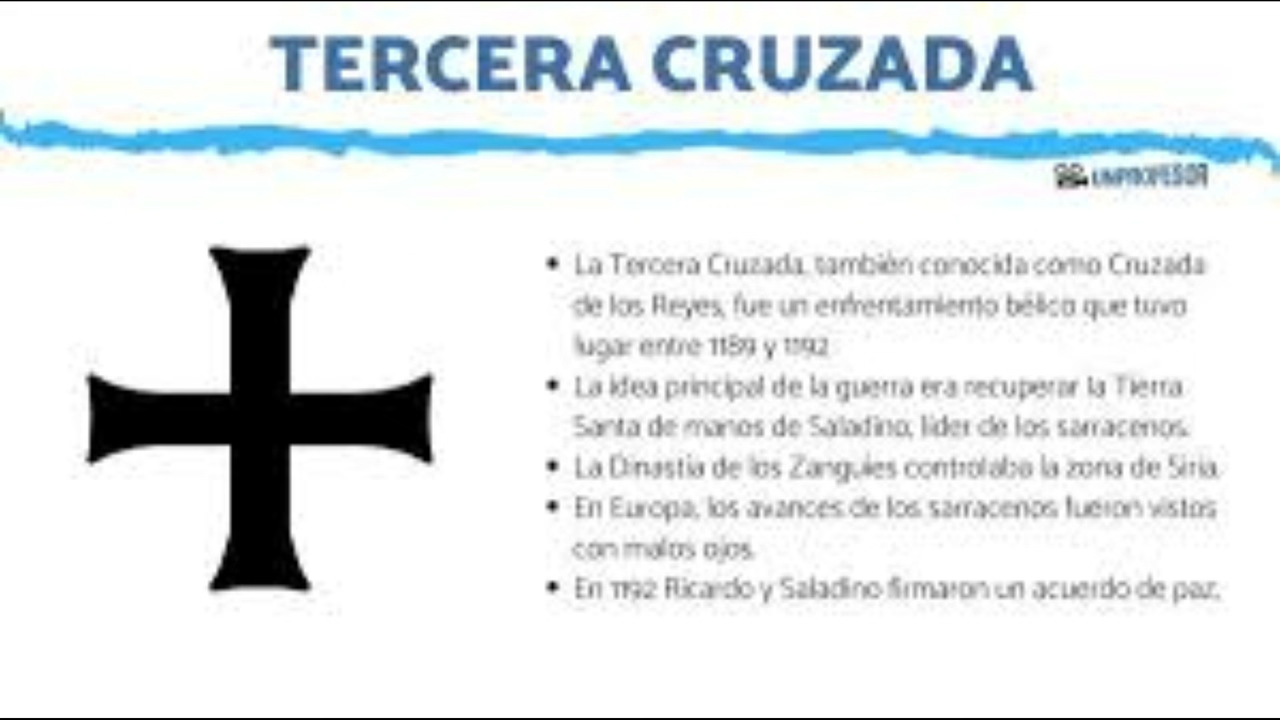 TERCERA CRUZADA
UNPROFESOR
• La Tercera Cruzada, también conocida como Cruzada
de los Reyes, fue un enfrentamiento bélico que tuvo
lugar entre 1189 y 1192
• La idea principal de la guerra era recuperar la Tierra
Santa de manos de Saladino, líder de los sarracenos.
• La Dinastía de los Zanguíes controlaba la zona de Siria.
• En Europa, los avances de los sarracenos fueron vistos
con malos ojos.
• En 1192 Ricardo y Saladino firmaron un acuerdo de paz.